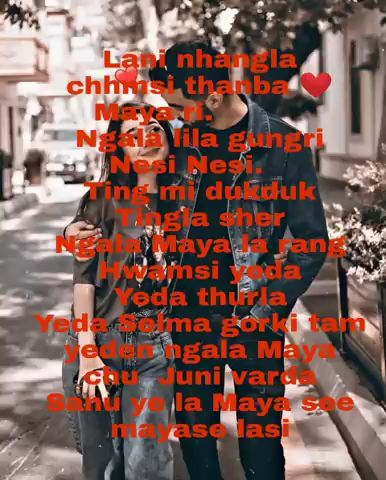 Lani nhangla
chhmsi thanba ❤️
Maya ri.
Ngala lila gungri
Nesi Nesi.
Ting mi dukduk
Tingla sher
Ngala Maya la rang
Hwamsi yeda
Yeda thurla
Yeda Selma gorki tam
yeden ngala Maya
chu Juni varda
Sanu ye la Maya see
mayase lasi